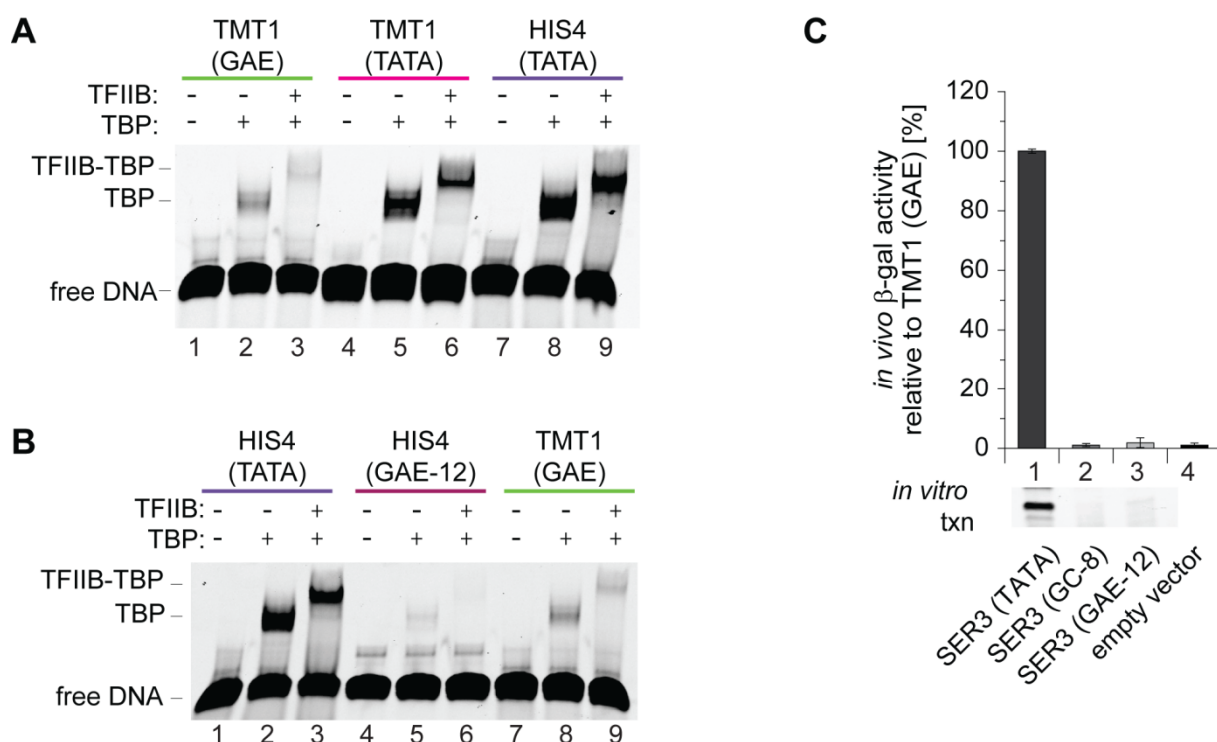 A
TMT1 (GAE) TMT1 (TATA) HIS4 (TATA)
TFIIB: - - + - - + - - +
TBP: - + + - + + - + +
TFIIB-TBP –
TBP –
free DNA –
1 2 3 4 5 6 7 8 9
B
HIS4 (TATA) HIS4 (GAE-12) TMT1 (GAE)
TFIIB: - - + - - + - - +
TBP: - + + - + + - + +
TFIIB-TBP –
TBP –
free DNA –
1 2 3 4 5 6 7 8 9
C
in vivo β-gal activity
relative to TMT1 (GAE) [%]
120
100
80
60
40
20
0
1 2 3 4
in vitro
txn
SER3 (TATA)
SER3 (GC-8)
SER3 (GAE-12)
empty vector